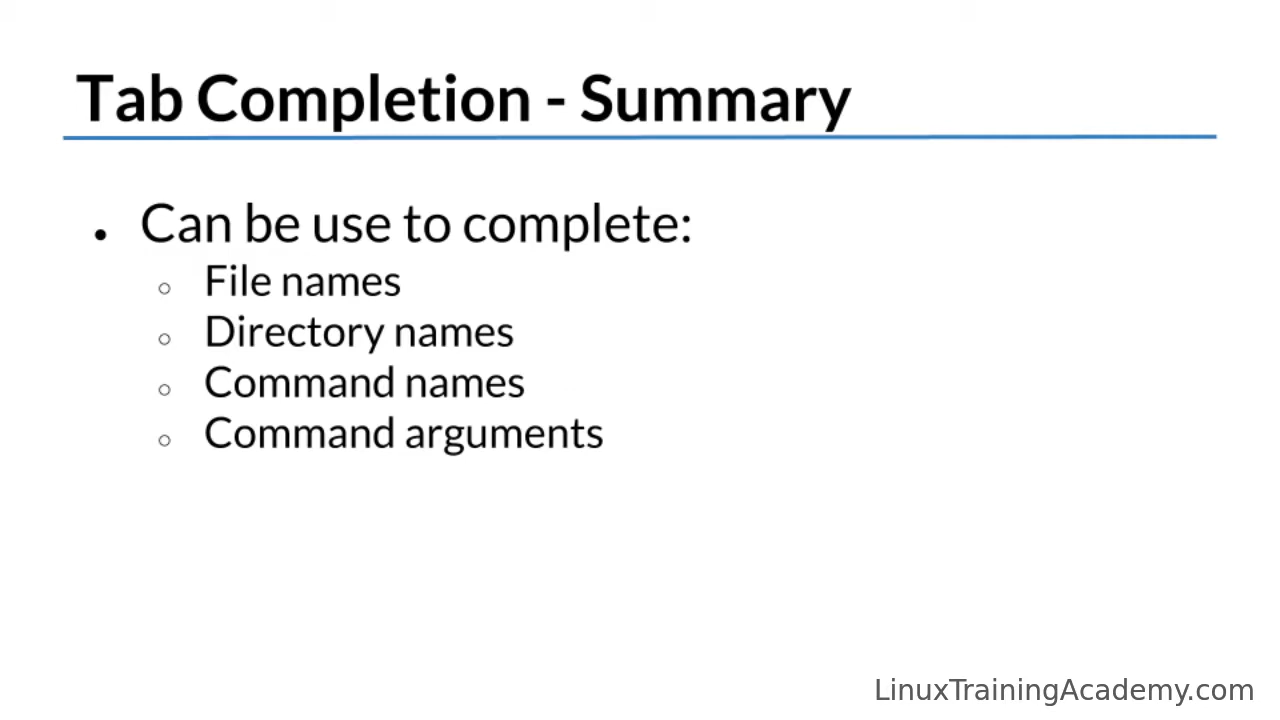 Tab Completion - Summary
● Can be use to complete:
○ File names
○ Directory names
○ Command names
○ Command arguments
LinuxTrainingAcademy.com